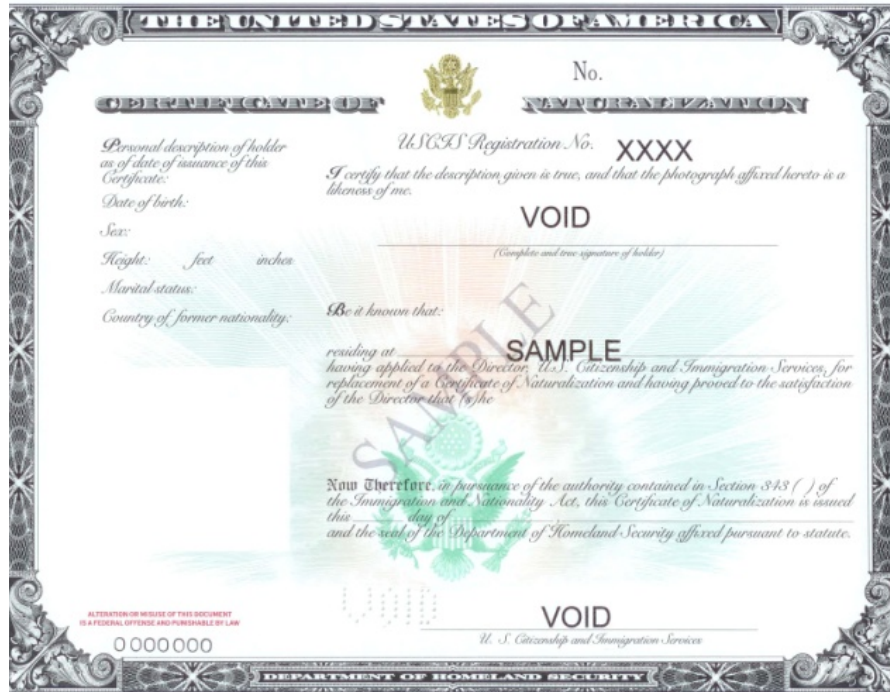 THE UNITED STATES OF AMERICA
No.
CERTIFICATE OF NATURALIZATION
Personal description of holder
as of date of issuance of this
Certificate:
Date of birth:
Sex:
Height: feet inches
Marital status:
Country of former nationality:
USCIS Registration No. XXXX
I certify that the description given is true, and that the photograph affixed hereto is a
likeness of me.
VOID
(Complete and true signature of holder)
Be it known that:
residing at SAMPLE
having applied to the Director, U.S. Citizenship and Immigration Services, for
replacement of a Certificate of Naturalization and having proved to the satisfaction
of the Director that (s)he
SAMPLE
Now Therefore, in pursuance of the authority contained in Section 343 ( ) of
the Immigration and Nationality Act, this Certificate of Naturalization is issued
this day of
and the seal of the Department of Homeland Security affixed pursuant to statute.
ALTERATION OR MISUSE OF THIS DOCUMENT
IS A FEDERAL OFFENSE AND PUNISHABLE BY LAW
0000000
VOID
VOID
U. S. Citizenship and Immigration Services
DEPARTMENT OF HOMELAND SECURITY